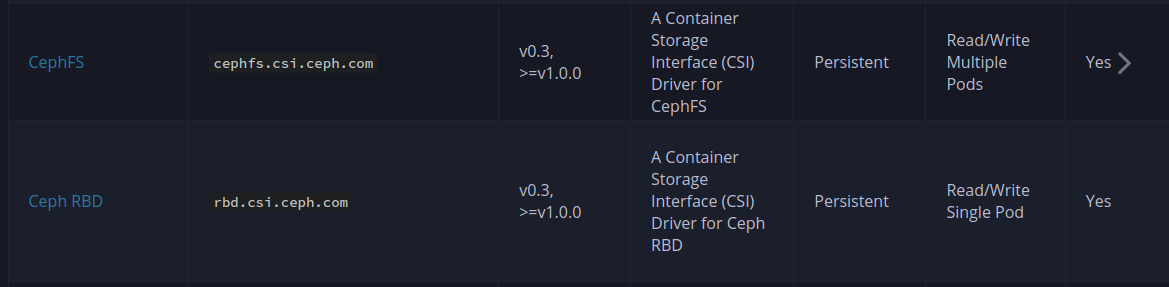 CephFS
cephfs.csi.ceph.com
v0.3,
>=v1.0.0
A Container
Storage
Interface (CSI)
Driver for
CephFS
Persistent
Read/Write
Multiple
Pods
Yes
Ceph RBD
rbd.csi.ceph.com
v0.3,
>=v1.0.0
A Container
Storage
Interface (CSI)
Driver for Ceph
RBD
Persistent
Read/Write
Single Pod
Yes